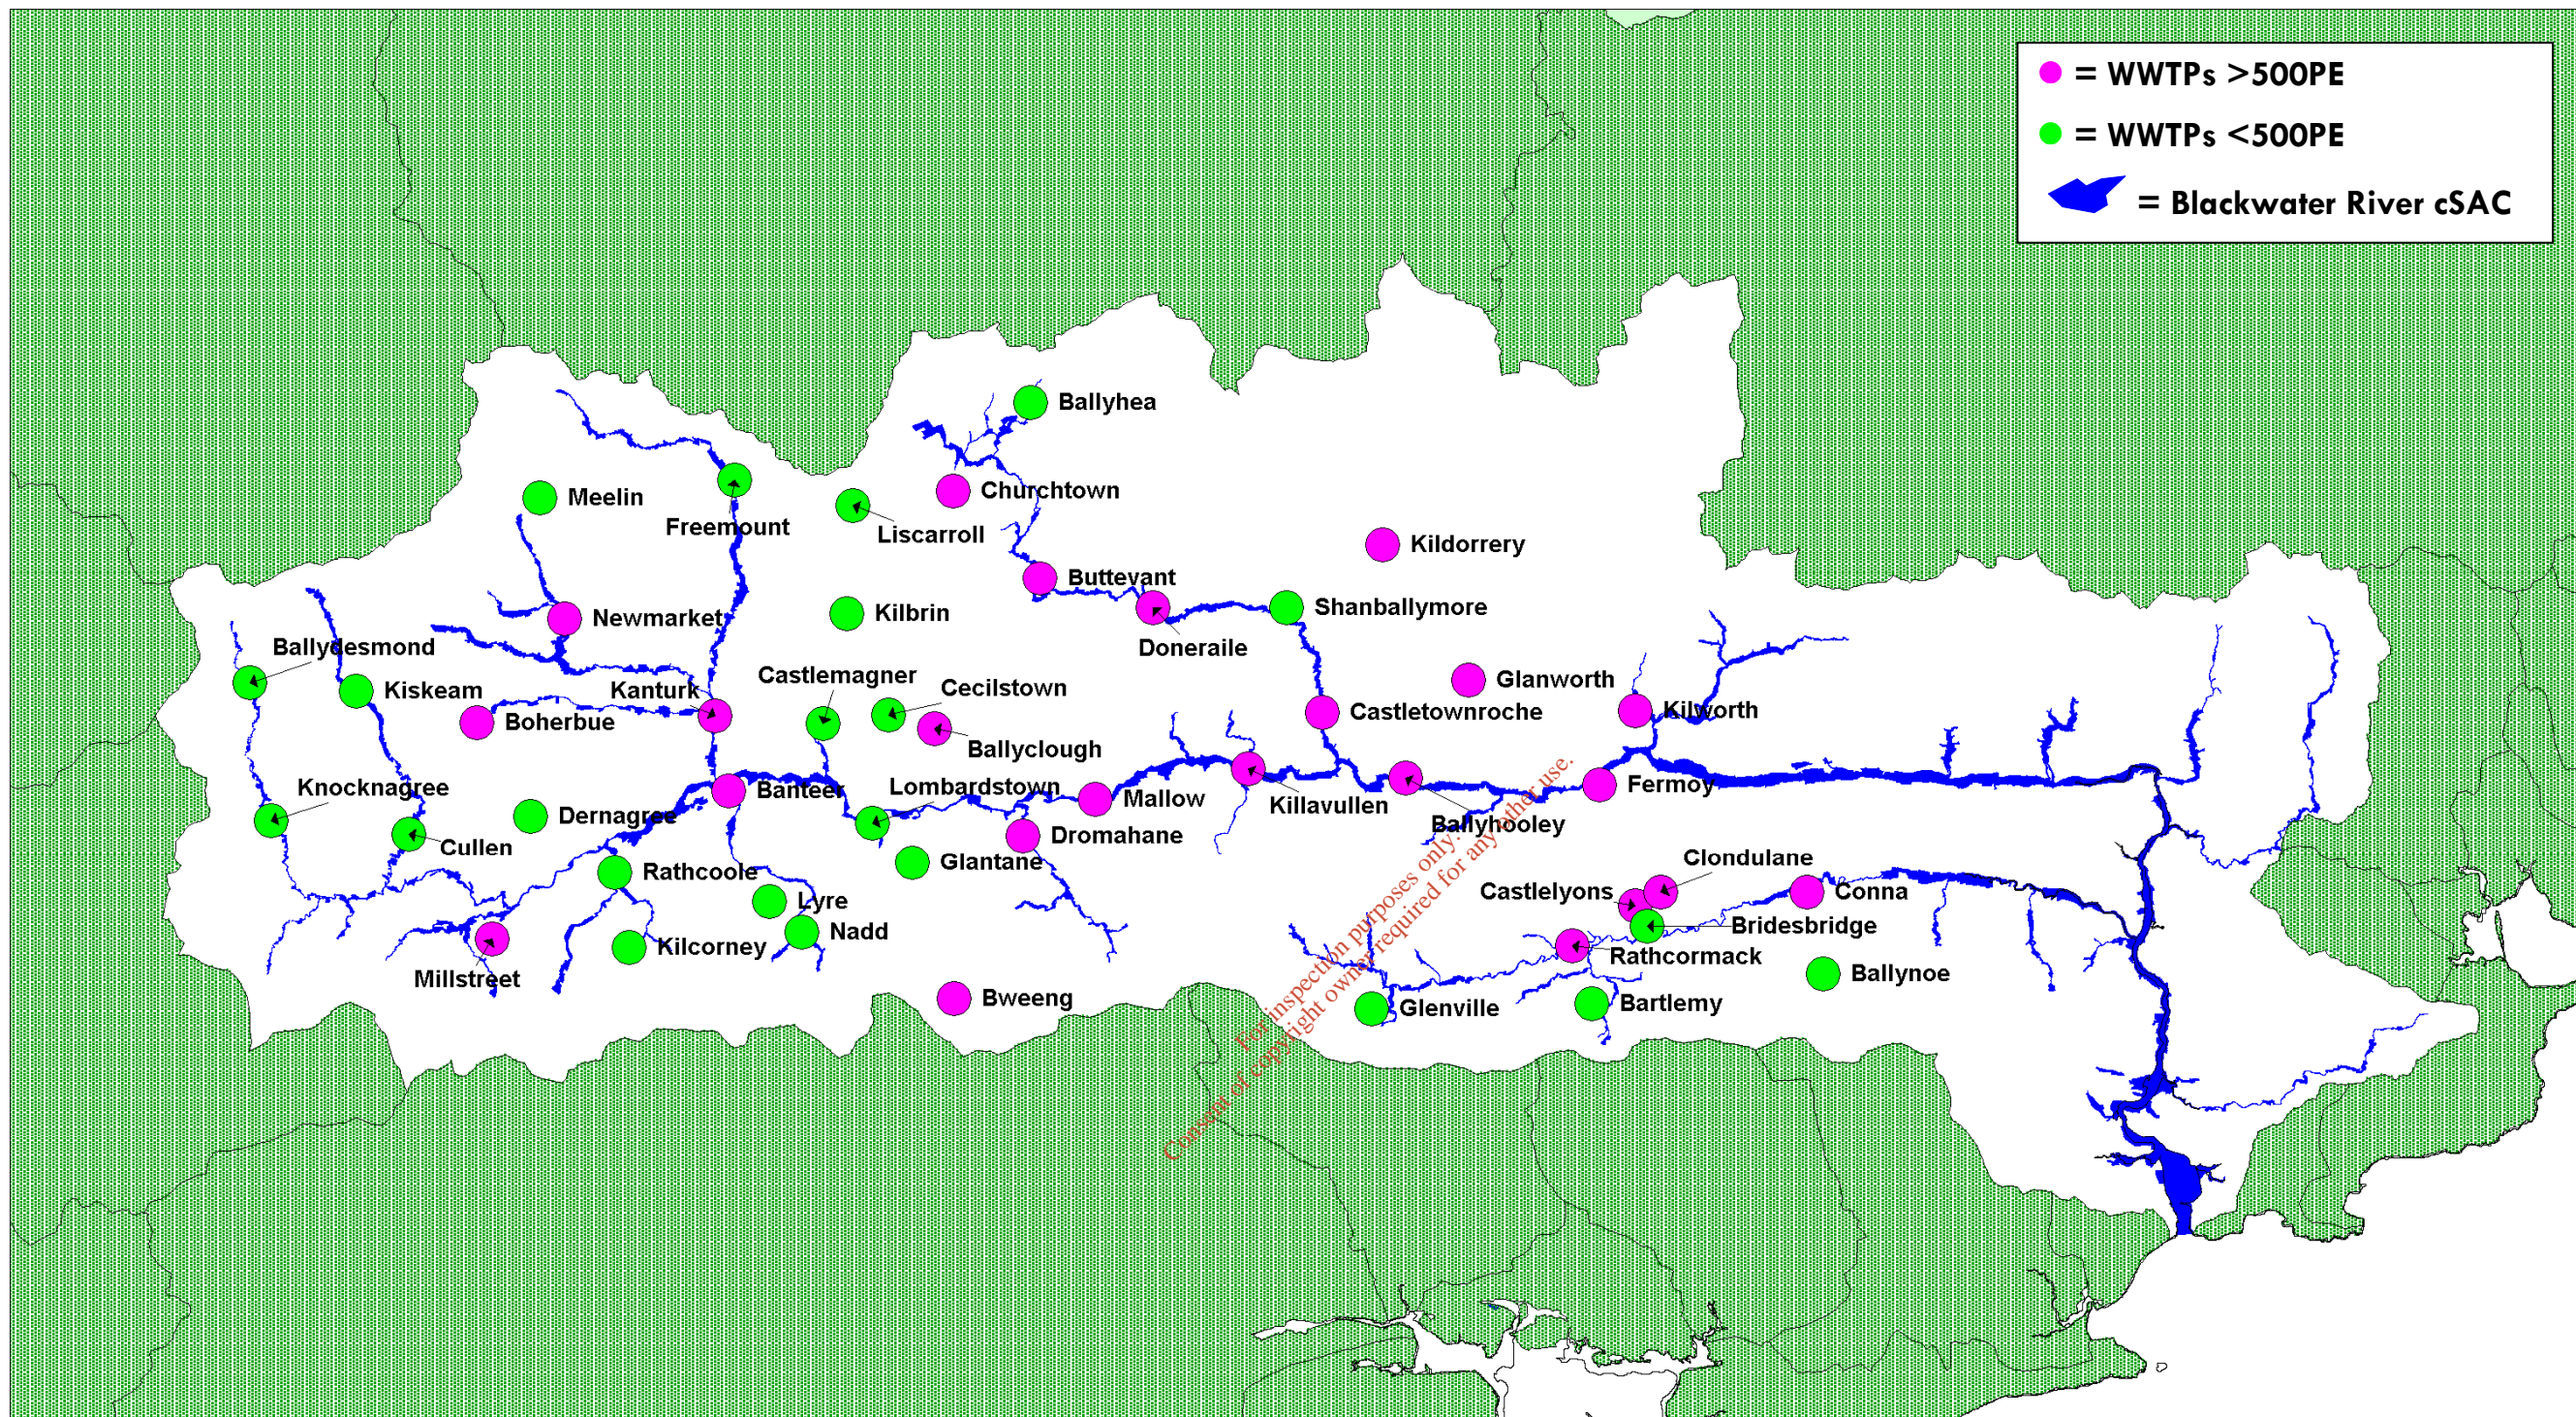 = WWTPs >500PE
= WWTPs <500PE
= Blackwater River cSAC
Ballyhea
Churchtown
Meelin
Freemount
Liscarroll
Kildorrery
Buttevant
Shanballymore
Newmarket
Kilbrin
Doneraile
Ballydesmond
Castlemagner
Glanworth
Kiskeam
Kanturk
Cecilstown
Castletownroche
Kilworth
Boherbue
Ballyclough
Knocknagree
Banteer
Lombardstown
Mallow
Killavullen
Fermoy
Dernagree
Ballyhooley
Cullen
Dromahane
Clondulane
Rathcoole
Glantane
Castlelyons
Conna
Lyre
Bridesbridge
Nadd
Kilcorney
Rathcormack
Millstreet
Ballynoe
Bweeng
Glenville
Bartlemy
For inspection purposes only.
Consent of copyright owner required for any other use.